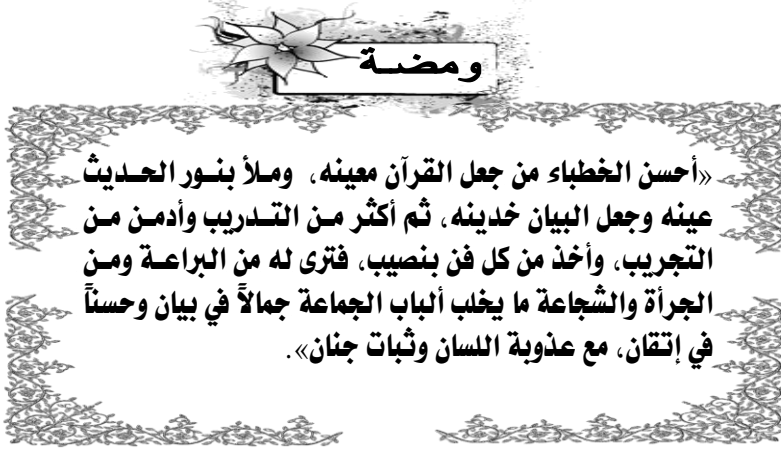 ومضة
«أحسن الخطباء من جعل القرآن معينه، وملأ بنور الحديث
عينه وجعل البيان خدينه، ثم أكثر من التدريب وأدمن من
التجريب، وأخذ من كل فن بنصيب، فترى له من البراعة ومن
الجرأة والشجاعة ما يخلب ألباب الجماعة جمالاً في بيان وحسناً
في إتقان، مع عذوبة اللسان وثبات جنان».